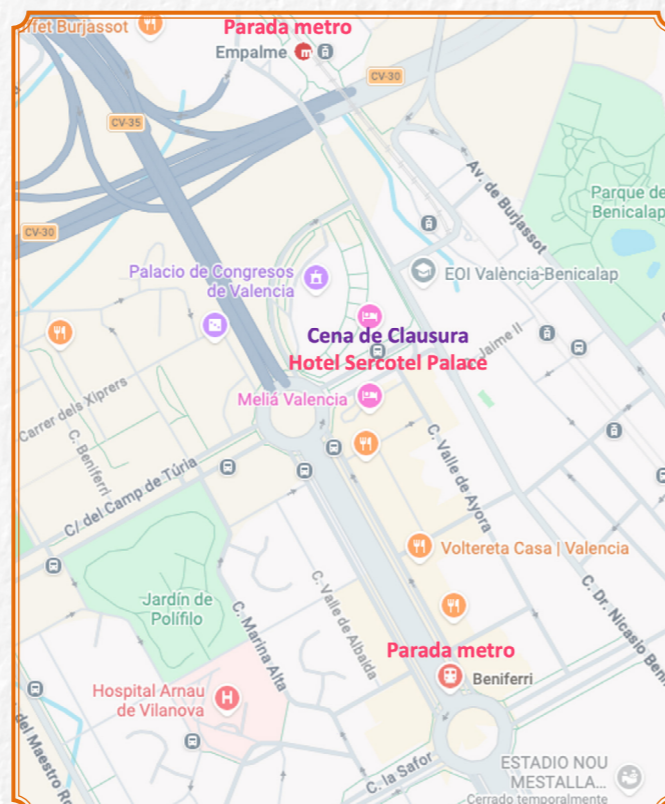 ffet Burjassot
Parada metro
Empalme
CV-30
CV-35
CV-30
Av. de Burjassot
Parque de
Benicalap
Palacio de Congresos
de Valencia
EOI València-Benicalap
Cena de Clausura
Hotel Sercotel Palace
Jaime II
Meliá Valencia
Carrer dels Xiprers
C. Beniferri
C/ del Camp de Túria
C. Valle de Ayora
Voltereta Casa | Valencia
Jardín de
Polífilo
C. Marina Alta
C. Valle de Albaida
C. Dr. Nicasio Beni
Parada metro
Beniferri
Hospital Arnau
de Vilanova
H
del Maestro
C. la Safor
ESTADIO NOU
MESTALLA...
Cerrado temporalmente